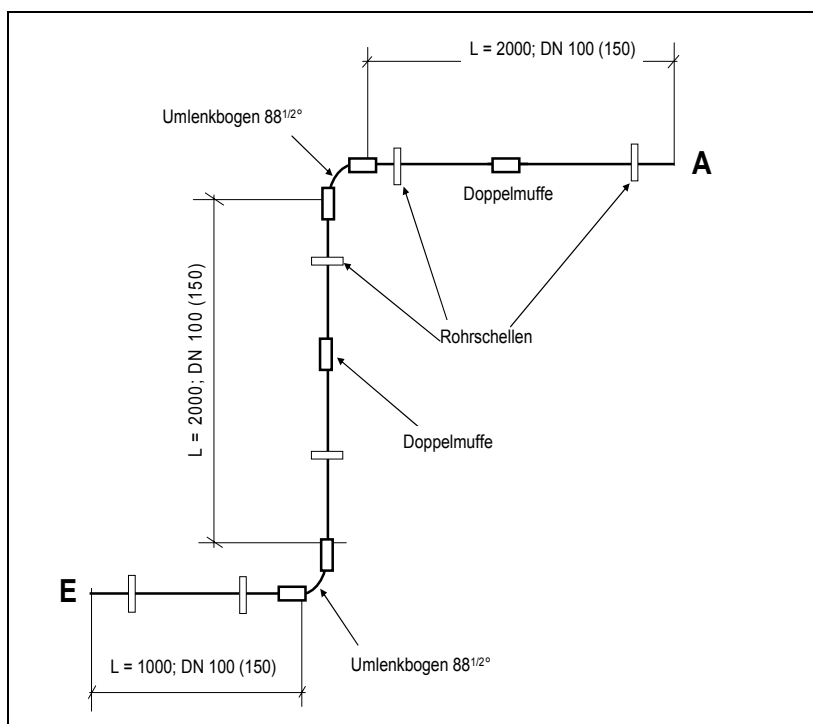 L = 2000; DN 100 (150)
Umlenkbogen 88^1/2°
A
Doppelmuffe
L = 2000; DN 100 (150)
Rohrschellen
Doppelmuffe
E
L = 1000; DN 100 (150)
Umlenkbogen 88^1/2°